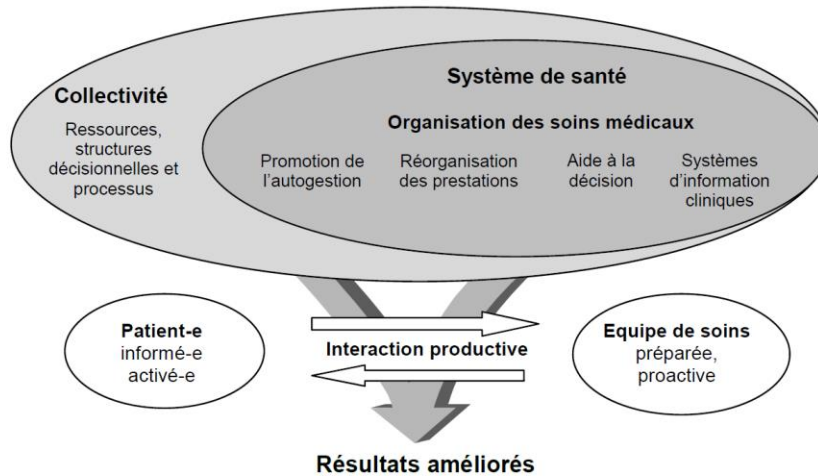 Système de santé
Collectivité
Ressources,
structures
décisionnelles et
processus
Organisation des soins médicaux
Promotion de
l'autogestion
Réorganisation
des prestations
Aide à la
décision
Systèmes
d'information
cliniques
Patient-e
informé-e
activé-e
Interaction productive
Equipe de soins
préparée,
proactive
Résultats améliorés